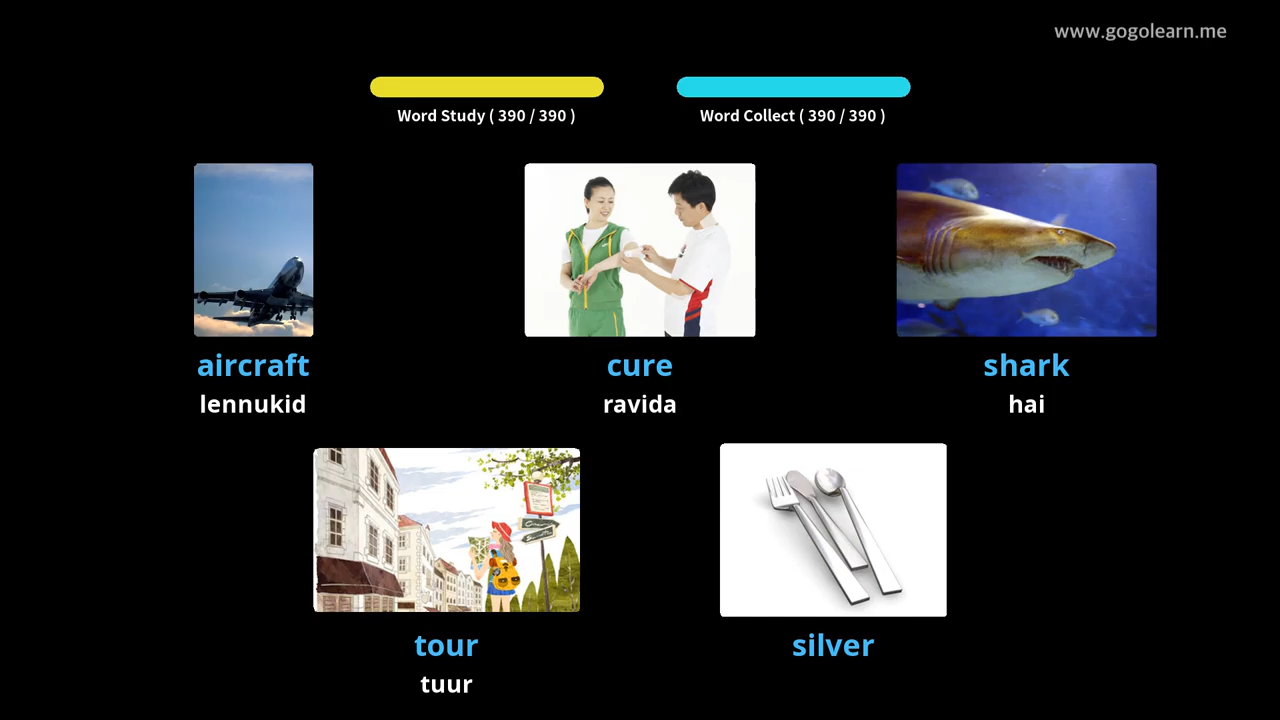 www.gogolearn.me
Word Study ( 390 / 390 )
Word Collect ( 390 / 390 )
aircraft
lennukid
cure
ravida
shark
hai
tour
tuur
silver